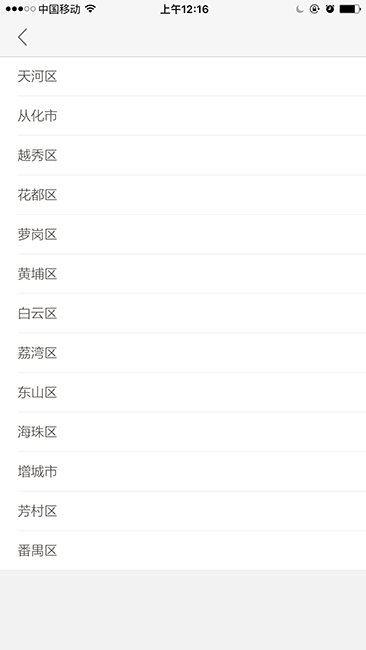 中国移动 上午12:16
天河区
从化市
越秀区
花都区
萝岗区
黄埔区
白云区
荔湾区
东山区
海珠区
增城市
芳村区
番禺区